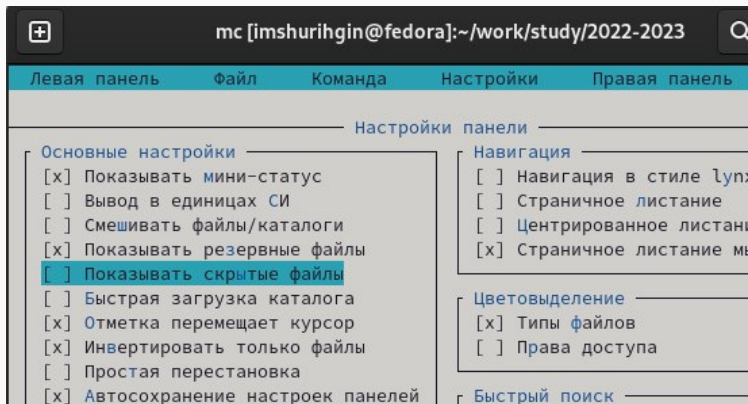 mc [imshurihgin@fedora]:~/work/study/2022-2023
Левая панель Файл Команда Настройки Правая панель
Настройки панели
Основные настройки
[x] Показывать мини-статус
[ ] Вывод в единицах СИ
[ ] Смешивать файлы/каталоги
[x] Показывать резервные файлы
[ ] Показывать скрытые файлы
[ ] Быстрая загрузка каталога
[x] Отметка перемещает курсор
[x] Инвертировать только файлы
[ ] Простая перестановка
[x] Автосохранение настроек панелей
Навигация
[ ] Навигация в стиле lynx
[ ] Страничное листание
[ ] Центрированное листани
[x] Страничное листание мы
Цветовыделение
[x] Типы файлов
[ ] Права доступа
Быстрый поиск